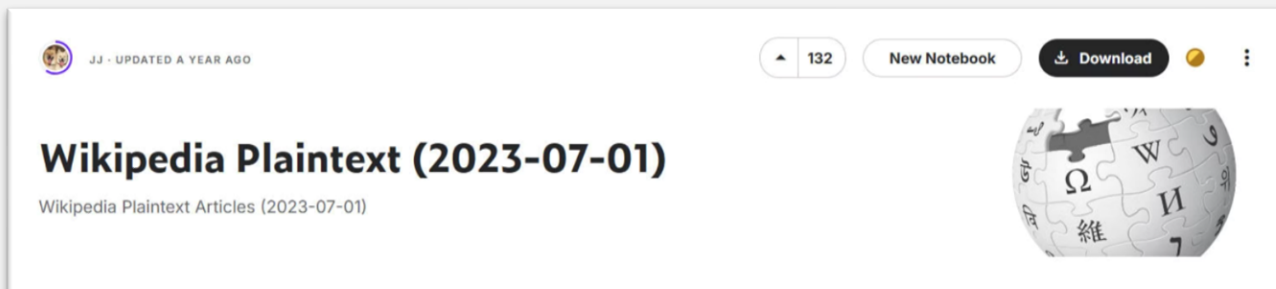 JJ · UPDATED A YEAR AGO
132
New Notebook
Download
Wikipedia Plaintext (2023-07-01)
Wikipedia Plaintext Articles (2023-07-01)
Ω
W
И
維